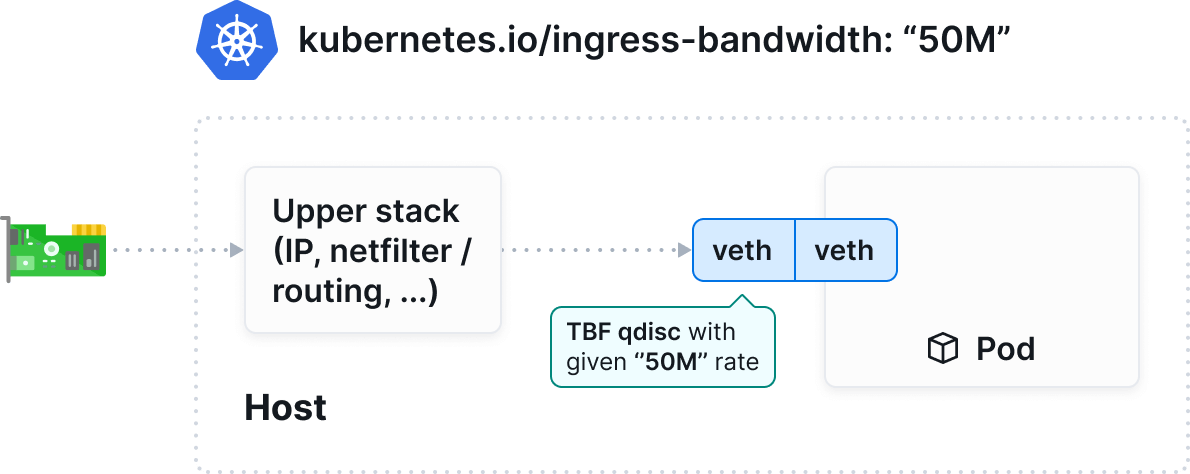 kubernetes.io/ingress-bandwidth: “50M”
Upper stack
(IP, netfilter /
routing, ...)
veth
veth
TBF qdisc with
given “50M” rate
Pod
Host